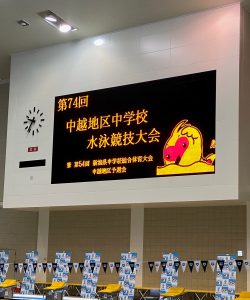 第74回
中越地区中学校
水泳競技大会
兼 第54回 新潟県中学校総合体育大会
中越地区予選会